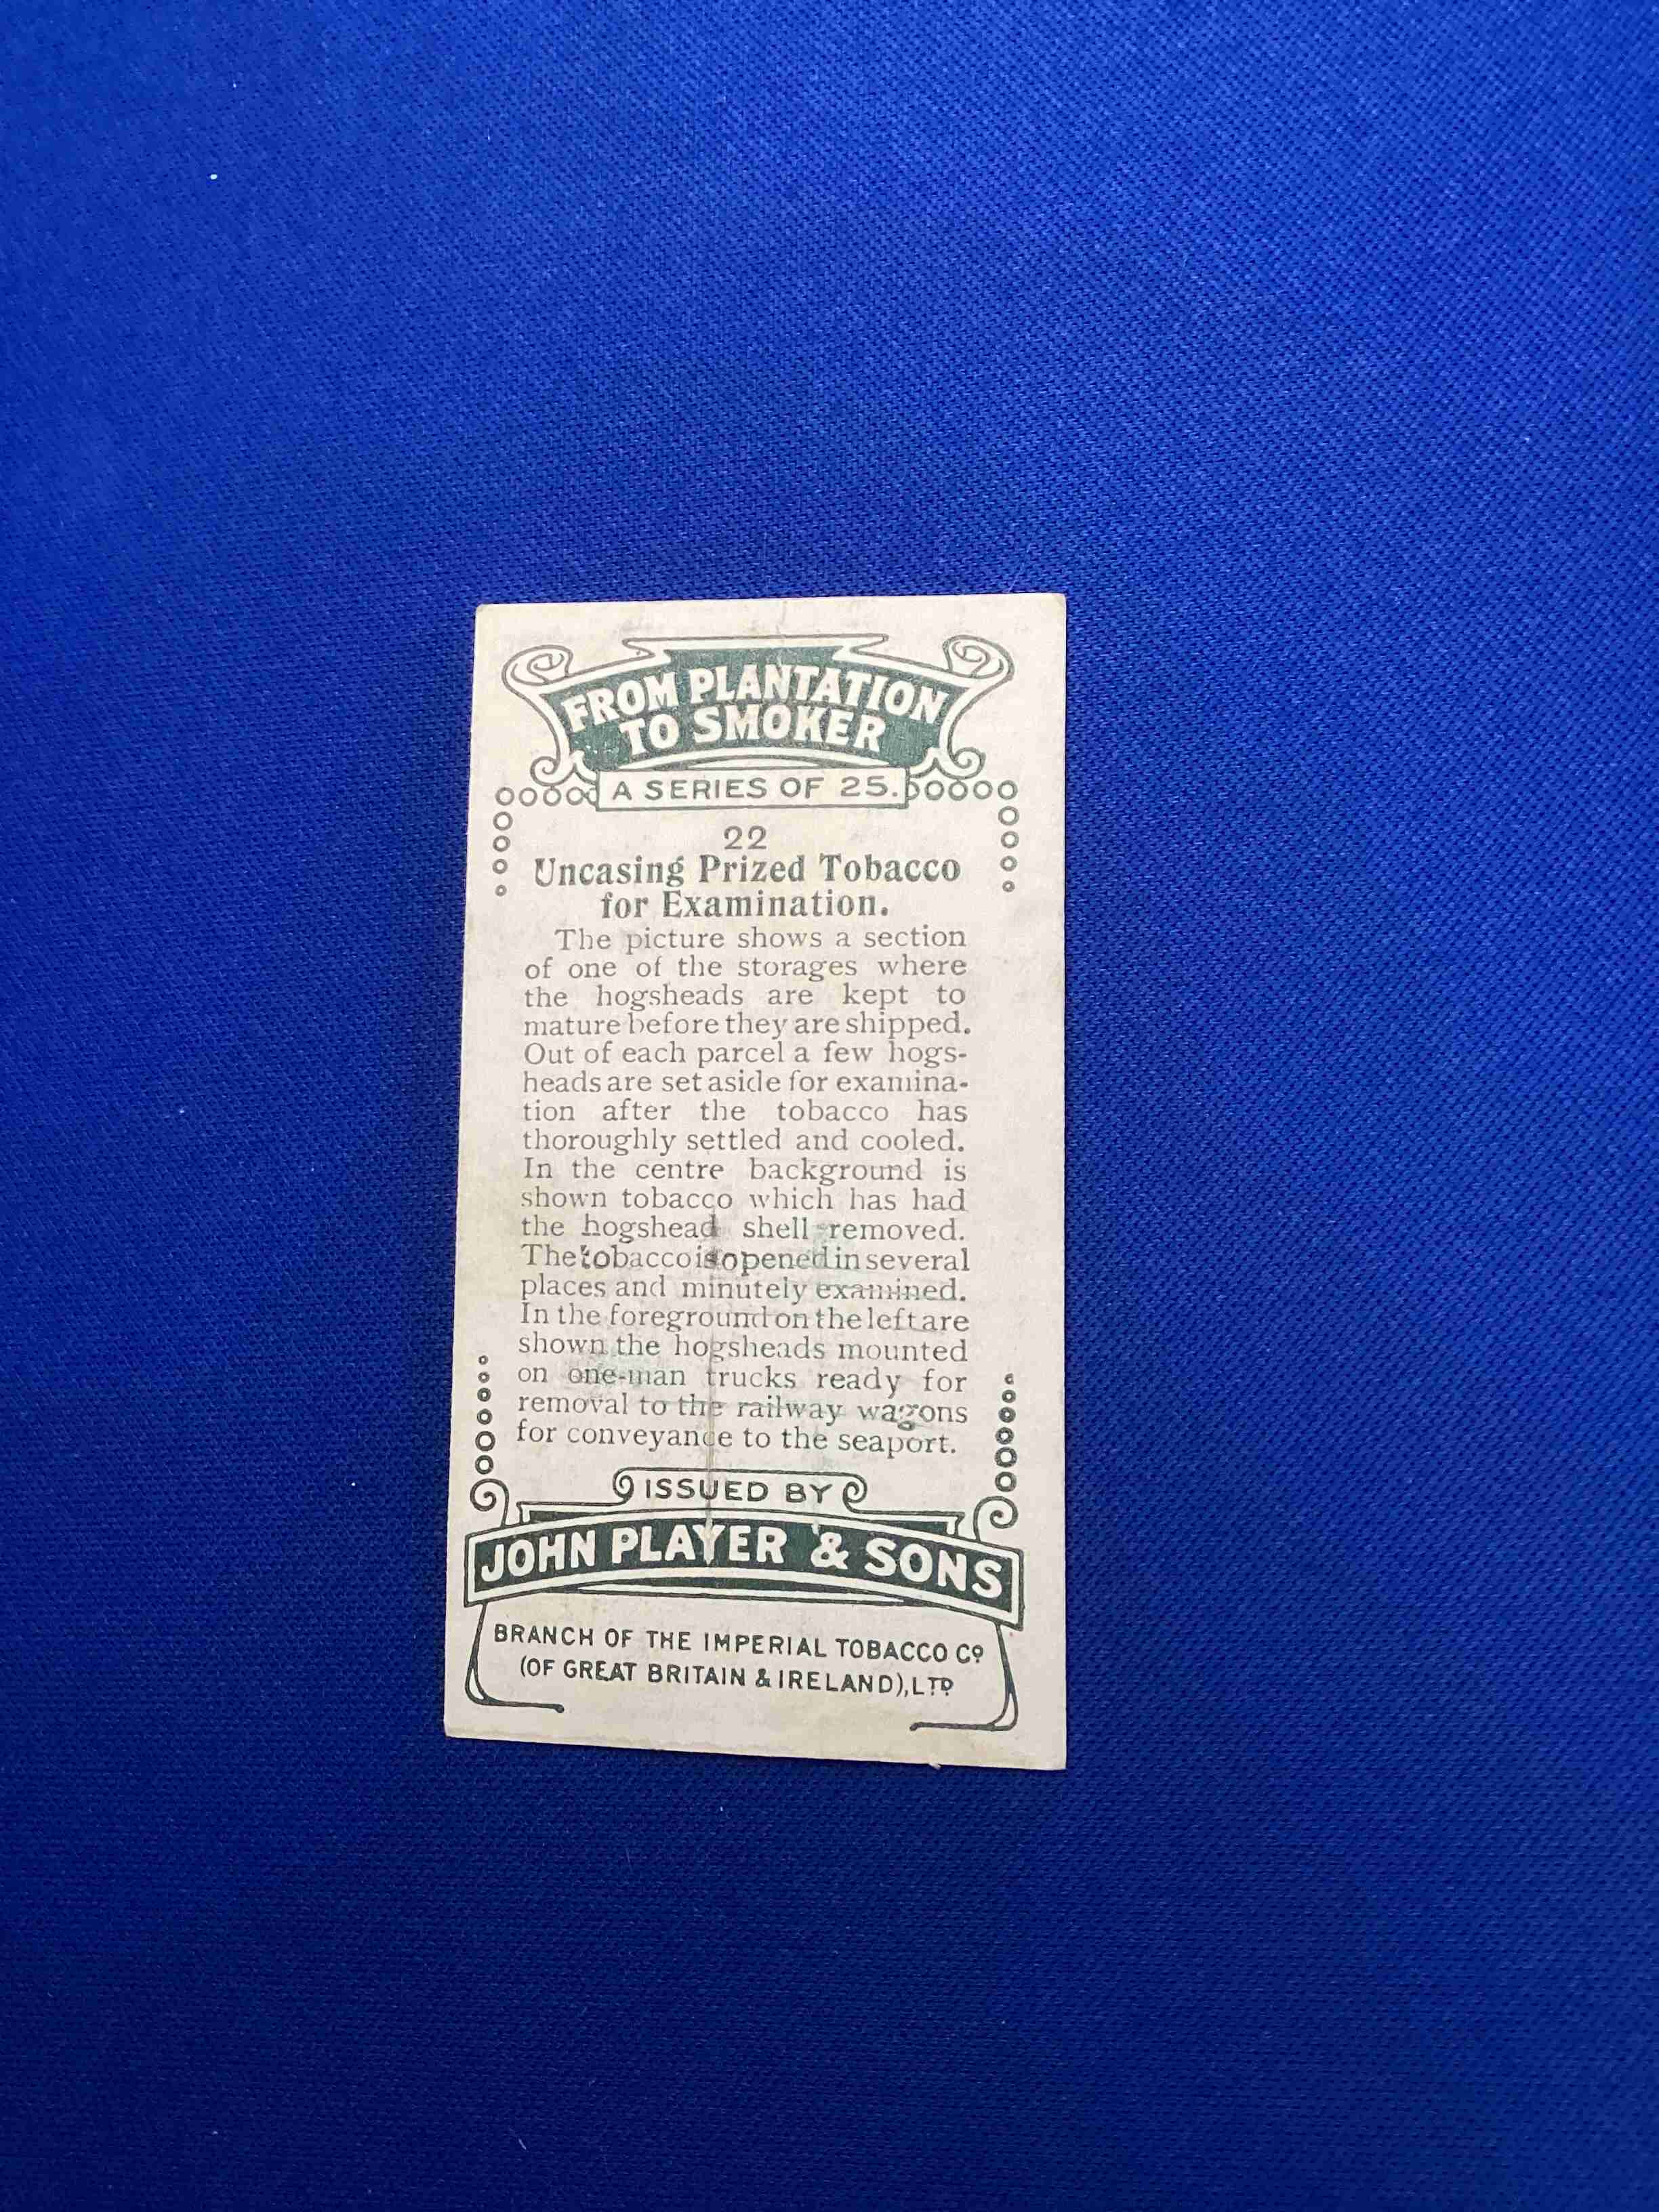 FROM PLANTATION
TO SMOKER
A SERIES OF 25.
22
Uncasing Prized Tobacco
for Examination.
The picture shows a section
of one of the storages where
the hogsheads are kept to
mature before they are shipped.
Out of each parcel a few hogs-
heads are set aside for examina-
tion after the tobacco has
thoroughly settled and cooled.
In the centre background is
shown tobacco which has had
the hogshead shell removed.
The tobacco is opened in several
places and minutely examined.
In the foreground on the left are
shown the hogsheads mounted
on one-man trucks ready for
removal to the railway wagons
for conveyance to the seaport.
ISSUED BY
JOHN PLAYER & SONS
BRANCH OF THE IMPERIAL TOBACCO Co.
(OF GREAT BRITAIN & IRELAND), LTD.